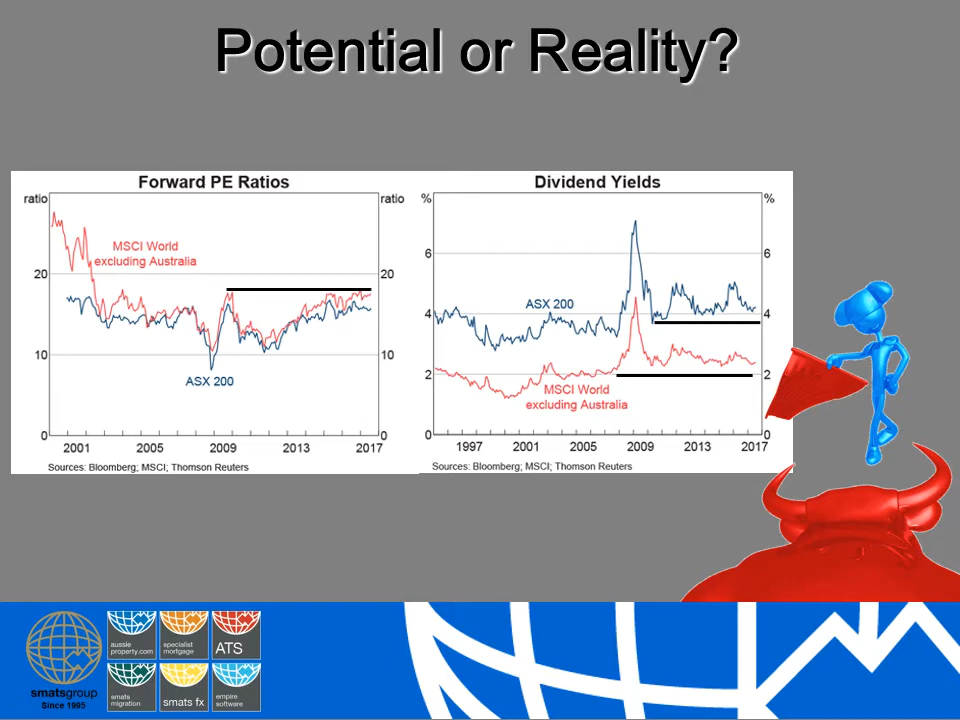 Potential or Reality?
Forward PE Ratios
ratio
ratio
MSCI World
excluding Australia
20
20
10
10
ASX 200
0
0
2001
2005
2009
2013
2017
Sources: Bloomberg; MSCI; Thomson Reuters
Dividend Yields
%
%
6
6
ASX 200
4
4
2
2
MSCI World
excluding Australia
0
0
1997
2001
2005
2009
2013
2017
Sources: Bloomberg; MSCI; Thomson Reuters
smatsgroup
Since 1995
aussie
property.com
specialist
mortgage
ATS
smats
migration
smats fx
empire
software